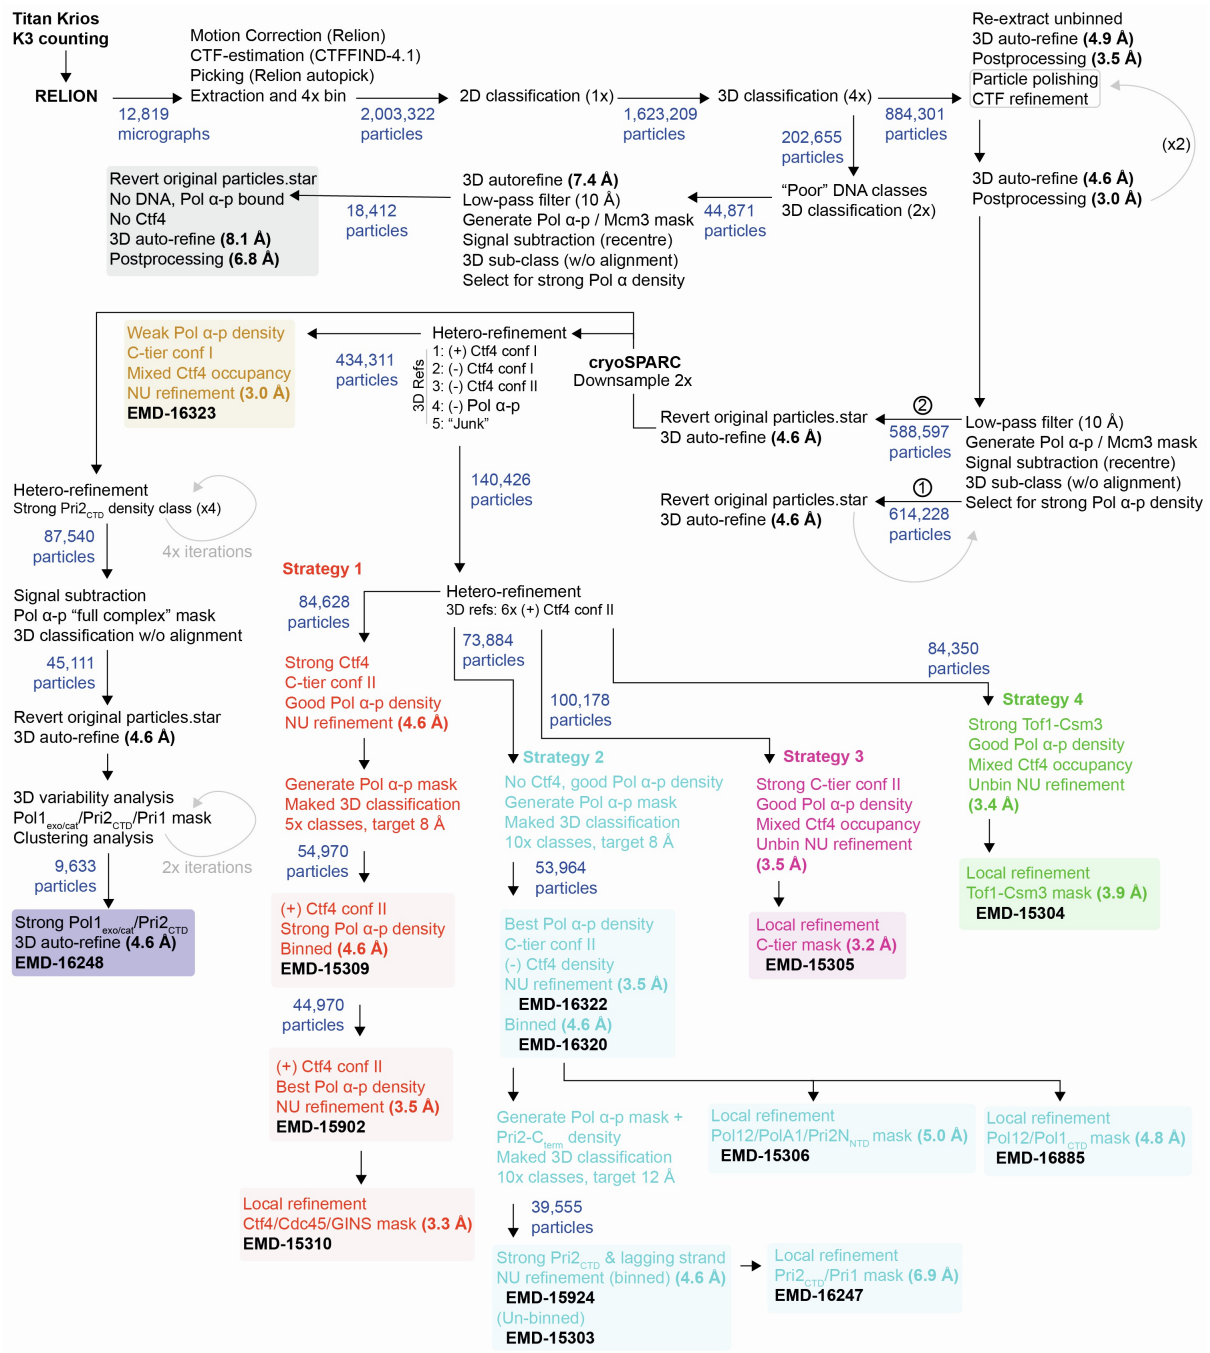 Titan Krios
K3 counting
RELION
12,819
micrographs
Motion Correction (Relion)
CTF-estimation (CTFFIND-4.1)
Picking (Relion autopick)
Extraction and 4x bin
2,003,322
particles
2D classification (1x)
1,623,209
particles
3D classification (4x)
884,301
particles
Re-extract unbinned
3D auto-refine (4.9 Å)
Postprocessing (3.5 Å)
Particle polishing
CTF refinement
(x2)
3D auto-refine (4.6 Å)
Postprocessing (3.0 Å)
202,655
particles
"Poor" DNA classes
3D classification (2x)
44,871
particles
3D autorefine (7.4 Å)
Low-pass filter (10 Å)
Generate Pol α-p / Mcm3 mask
Signal subtraction (recentre)
3D sub-class (w/o alignment)
Select for strong Pol α density
18,412
particles
Revert original particles.star
No DNA, Pol α-p bound
No Ctf4
3D auto-refine (8.1 Å)
Postprocessing (6.8 Å)
Low-pass filter (10 Å)
Generate Pol α-p / Mcm3 mask
Signal subtraction (recentre)
3D sub-class (w/o alignment)
Select for strong Pol α-p density
2
588,597
particles
Revert original particles.star
3D auto-refine (4.6 Å)
1
614,228
particles
Revert original particles.star
3D auto-refine (4.6 Å)
cryoSPARC
Downsample 2x
Hetero-refinement
3D Refs
1: (+) Ctf4 conf I
2: (-) Ctf4 conf I
3: (-) Ctf4 conf II
4: (-) Pol α-p
5: "Junk"
434,311
particles
Weak Pol α-p density
C-tier conf I
Mixed Ctf4 occupancy
NU refinement (3.0 Å)
EMD-16323
Hetero-refinement
Strong Pri2CTD density class (x4)
4x iterations
87,540
particles
Signal subtraction
Pol α-p "full complex" mask
3D classification w/o alignment
45,111
particles
Revert original particles.star
3D auto-refine (4.6 Å)
3D variability analysis
Pol1exo/cat/Pri2CTD/Pri1 mask
Clustering analysis
2x iterations
9,633
particles
Strong Pol1exo/cat/Pri2CTD
3D auto-refine (4.6 Å)
EMD-16248
140,426
particles
Hetero-refinement
3D refs: 6x (+) Ctf4 conf II
Strategy 1
84,628
particles
Strong Ctf4
C-tier conf II
Good Pol α-p density
NU refinement (4.6 Å)
Generate Pol α-p mask
Maked 3D classification
5x classes, target 8 Å
54,970
particles
(+) Ctf4 conf II
Strong Pol α-p density
Binned (4.6 Å)
EMD-15309
44,970
particles
(+) Ctf4 conf II
Best Pol α-p density
NU refinement (3.5 Å)
EMD-15902
Local refinement
Ctf4/Cdc45/GINS mask (3.3 Å)
EMD-15310
73,884
particles
Strategy 2
No Ctf4, good Pol α-p density
Generate Pol α-p mask
Maked 3D classification
10x classes, target 8 Å
53,964
particles
Best Pol α-p density
C-tier conf II
(-) Ctf4 density
NU refinement (3.5 Å)
EMD-16322
Binned (4.6 Å)
EMD-16320
Generate Pol α-p mask +
Pri2-Cterm density
Maked 3D classification
10x classes, target 12 Å
39,555
particles
Strong Pri2CTD & lagging strand
NU refinement (binned) (4.6 Å)
EMD-15924
(Un-binned)
EMD-15303
Local refinement
Pri2CTD/Pri1 mask (6.9 Å)
EMD-16247
Local refinement
Pol12/PolA1/Pri2NNTD mask (5.0 Å)
EMD-15306
Local refinement
Pol12/Pol1CTD mask (4.8 Å)
EMD-16885
100,178
particles
Strategy 3
Strong C-tier conf II
Good Pol α-p density
Mixed Ctf4 occupancy
Unbin NU refinement
(3.5 Å)
Local refinement
C-tier mask (3.2 Å)
EMD-15305
84,350
particles
Strategy 4
Strong Tof1-Csm3
Good Pol α-p density
Mixed Ctf4 occupancy
Unbin NU refinement
(3.4 Å)
Local refinement
Tof1-Csm3 mask (3.9 Å)
EMD-15304